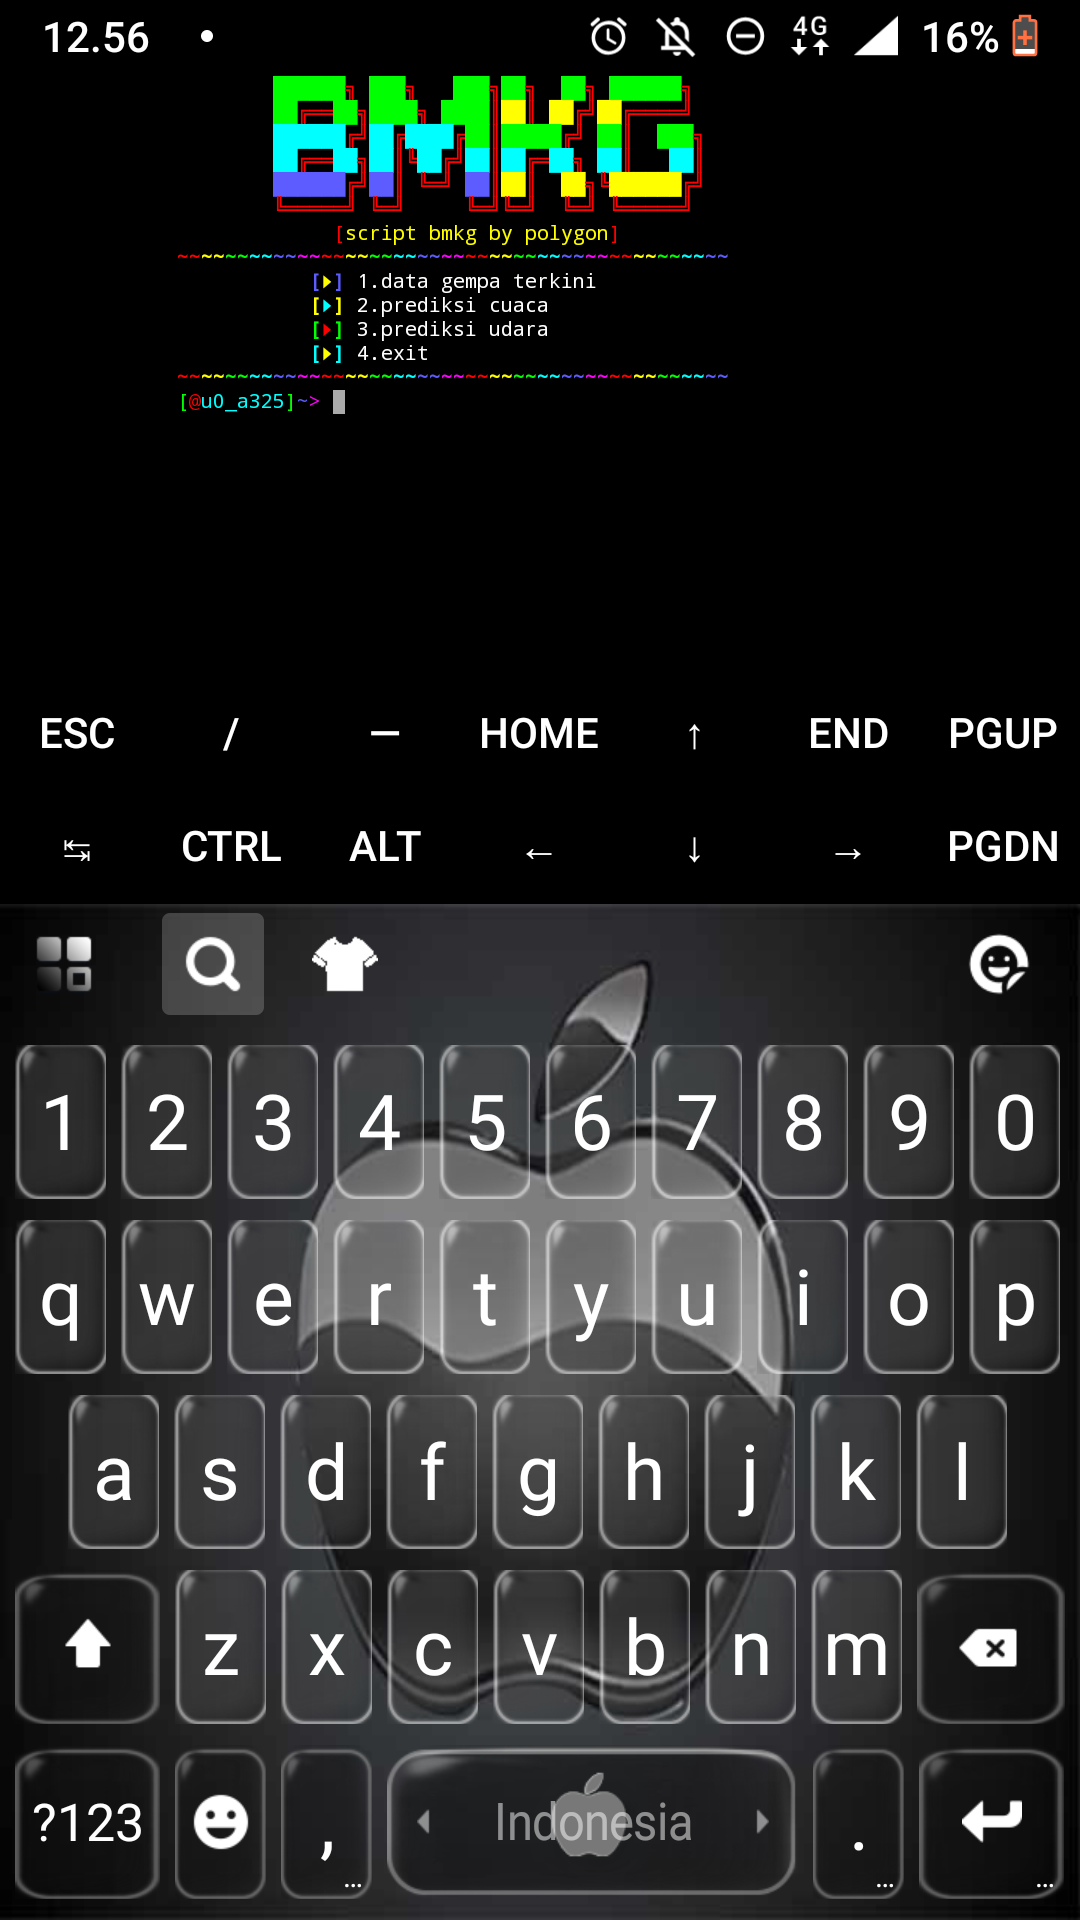 12.56 4G 16%
BMKG
[script bmkg by polygon]
~~~~~~~~~~~~~~~~~~~~~~~~~~~~~~~~~~~~~~~~~~~~~~
[▶] 1.data gempa terkini
[▶] 2.prediksi cuaca
[▶] 3.prediksi udara
[▶] 4.exit
~~~~~~~~~~~~~~~~~~~~~~~~~~~~~~~~~~~~~~~~~~~~~~
[@u0_a325]~>
ESC / — HOME ↑ END PGUP
↹ CTRL ALT ← ↓ → PGDN
1 2 3 4 5 6 7 8 9 0
q w e r t y u i o p
a s d f g h j k l
z x c v b n m
?123 , ... Indonesia . ... ...